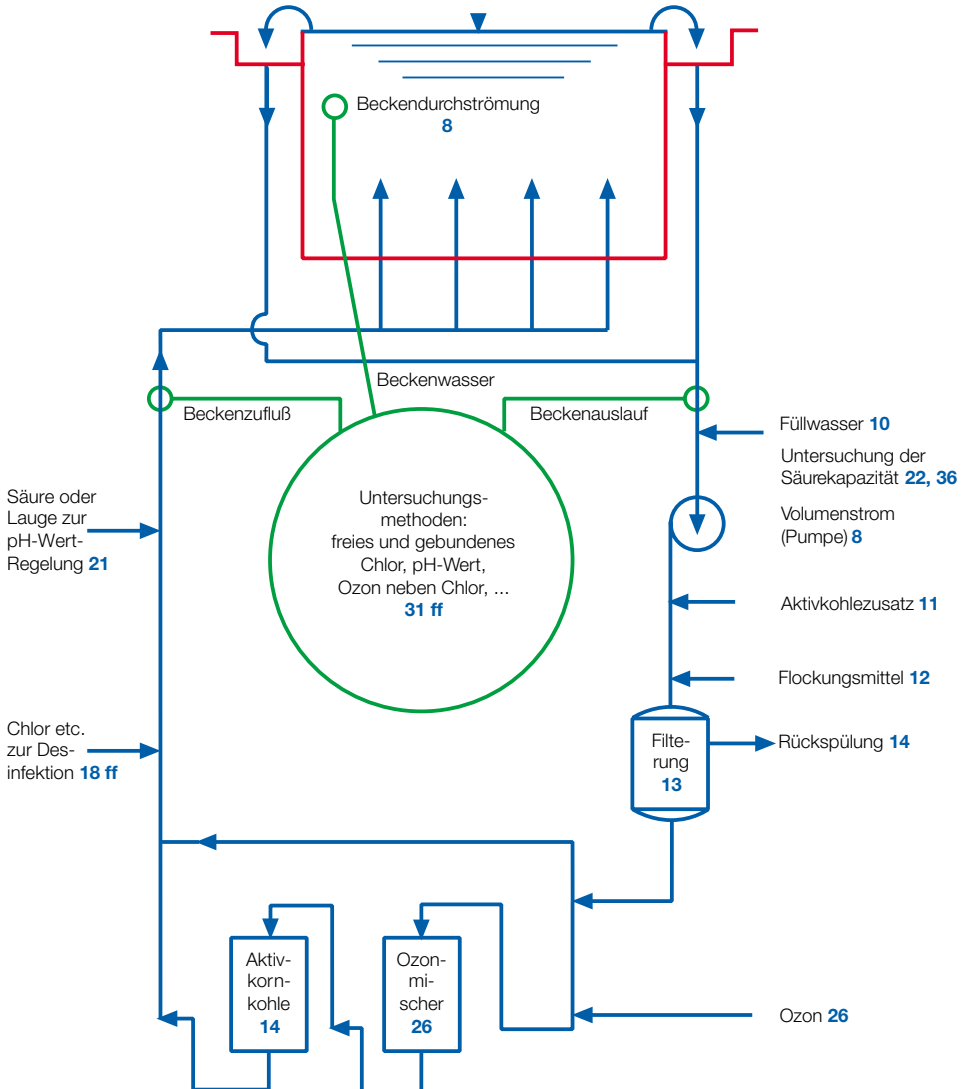 Beckendurchströmung
8
Beckenwasser
Beckenzufluß
Beckenauslauf
Füllwasser 10
Untersuchung der
Säurekapazität 22, 36
Volumenstrom
(Pumpe) 8
Säure oder
Lauge zur
pH-Wert-
Regelung 21
Untersuchungs-
methoden:
freies und gebundenes
Chlor, pH-Wert,
Ozon neben Chlor, ...
31 ff
Aktivkohlezusatz 11
Flockungsmittel 12
Chlor etc.
zur Des-
infektion 18 ff
Filte-
rung
13
Rückspülung 14
Aktiv-
korn-
kohle
14
Ozon-
mi-
scher
26
Ozon 26